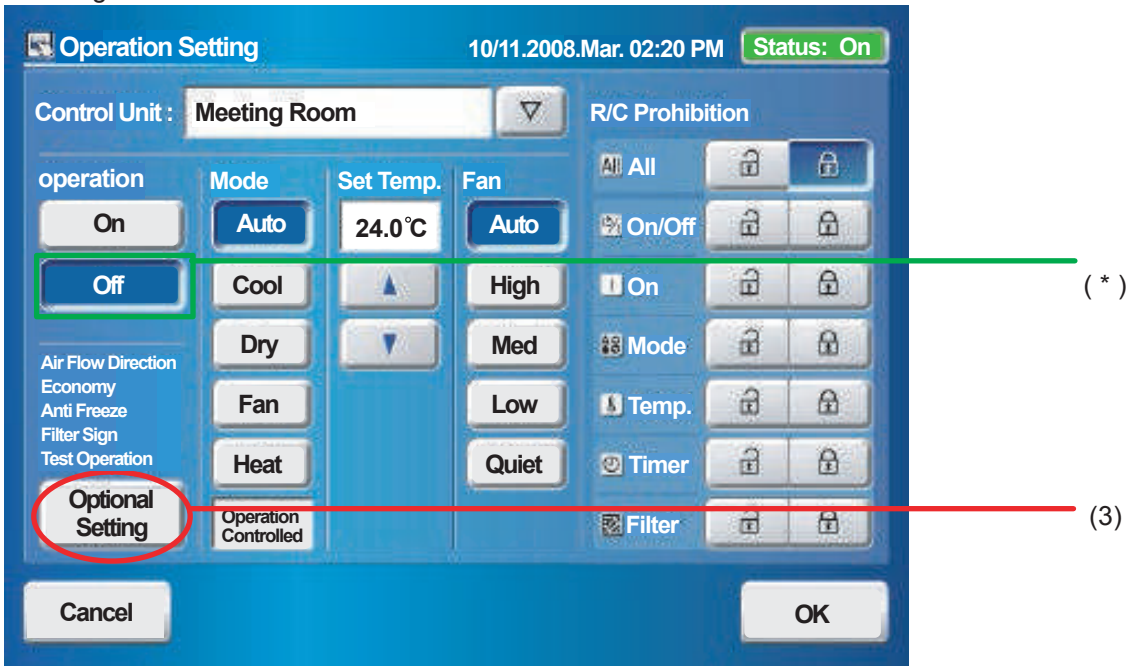 Operation Setting
10/11.2008.Mar. 02:20 PM
Status: On
Control Unit :
Meeting Room
R/C Prohibition
operation
Mode
Set Temp.
Fan
All All
On
Auto
24.0°C
Auto
On/Off
Off
Cool
High
On
( * )
Dry
Med
Mode
Air Flow Direction
Economy
Anti Freeze
Filter Sign
Test Operation
Fan
Low
Temp.
Heat
Quiet
Timer
Optional
Setting
Operation
Controlled
Filter
(3)
Cancel
OK